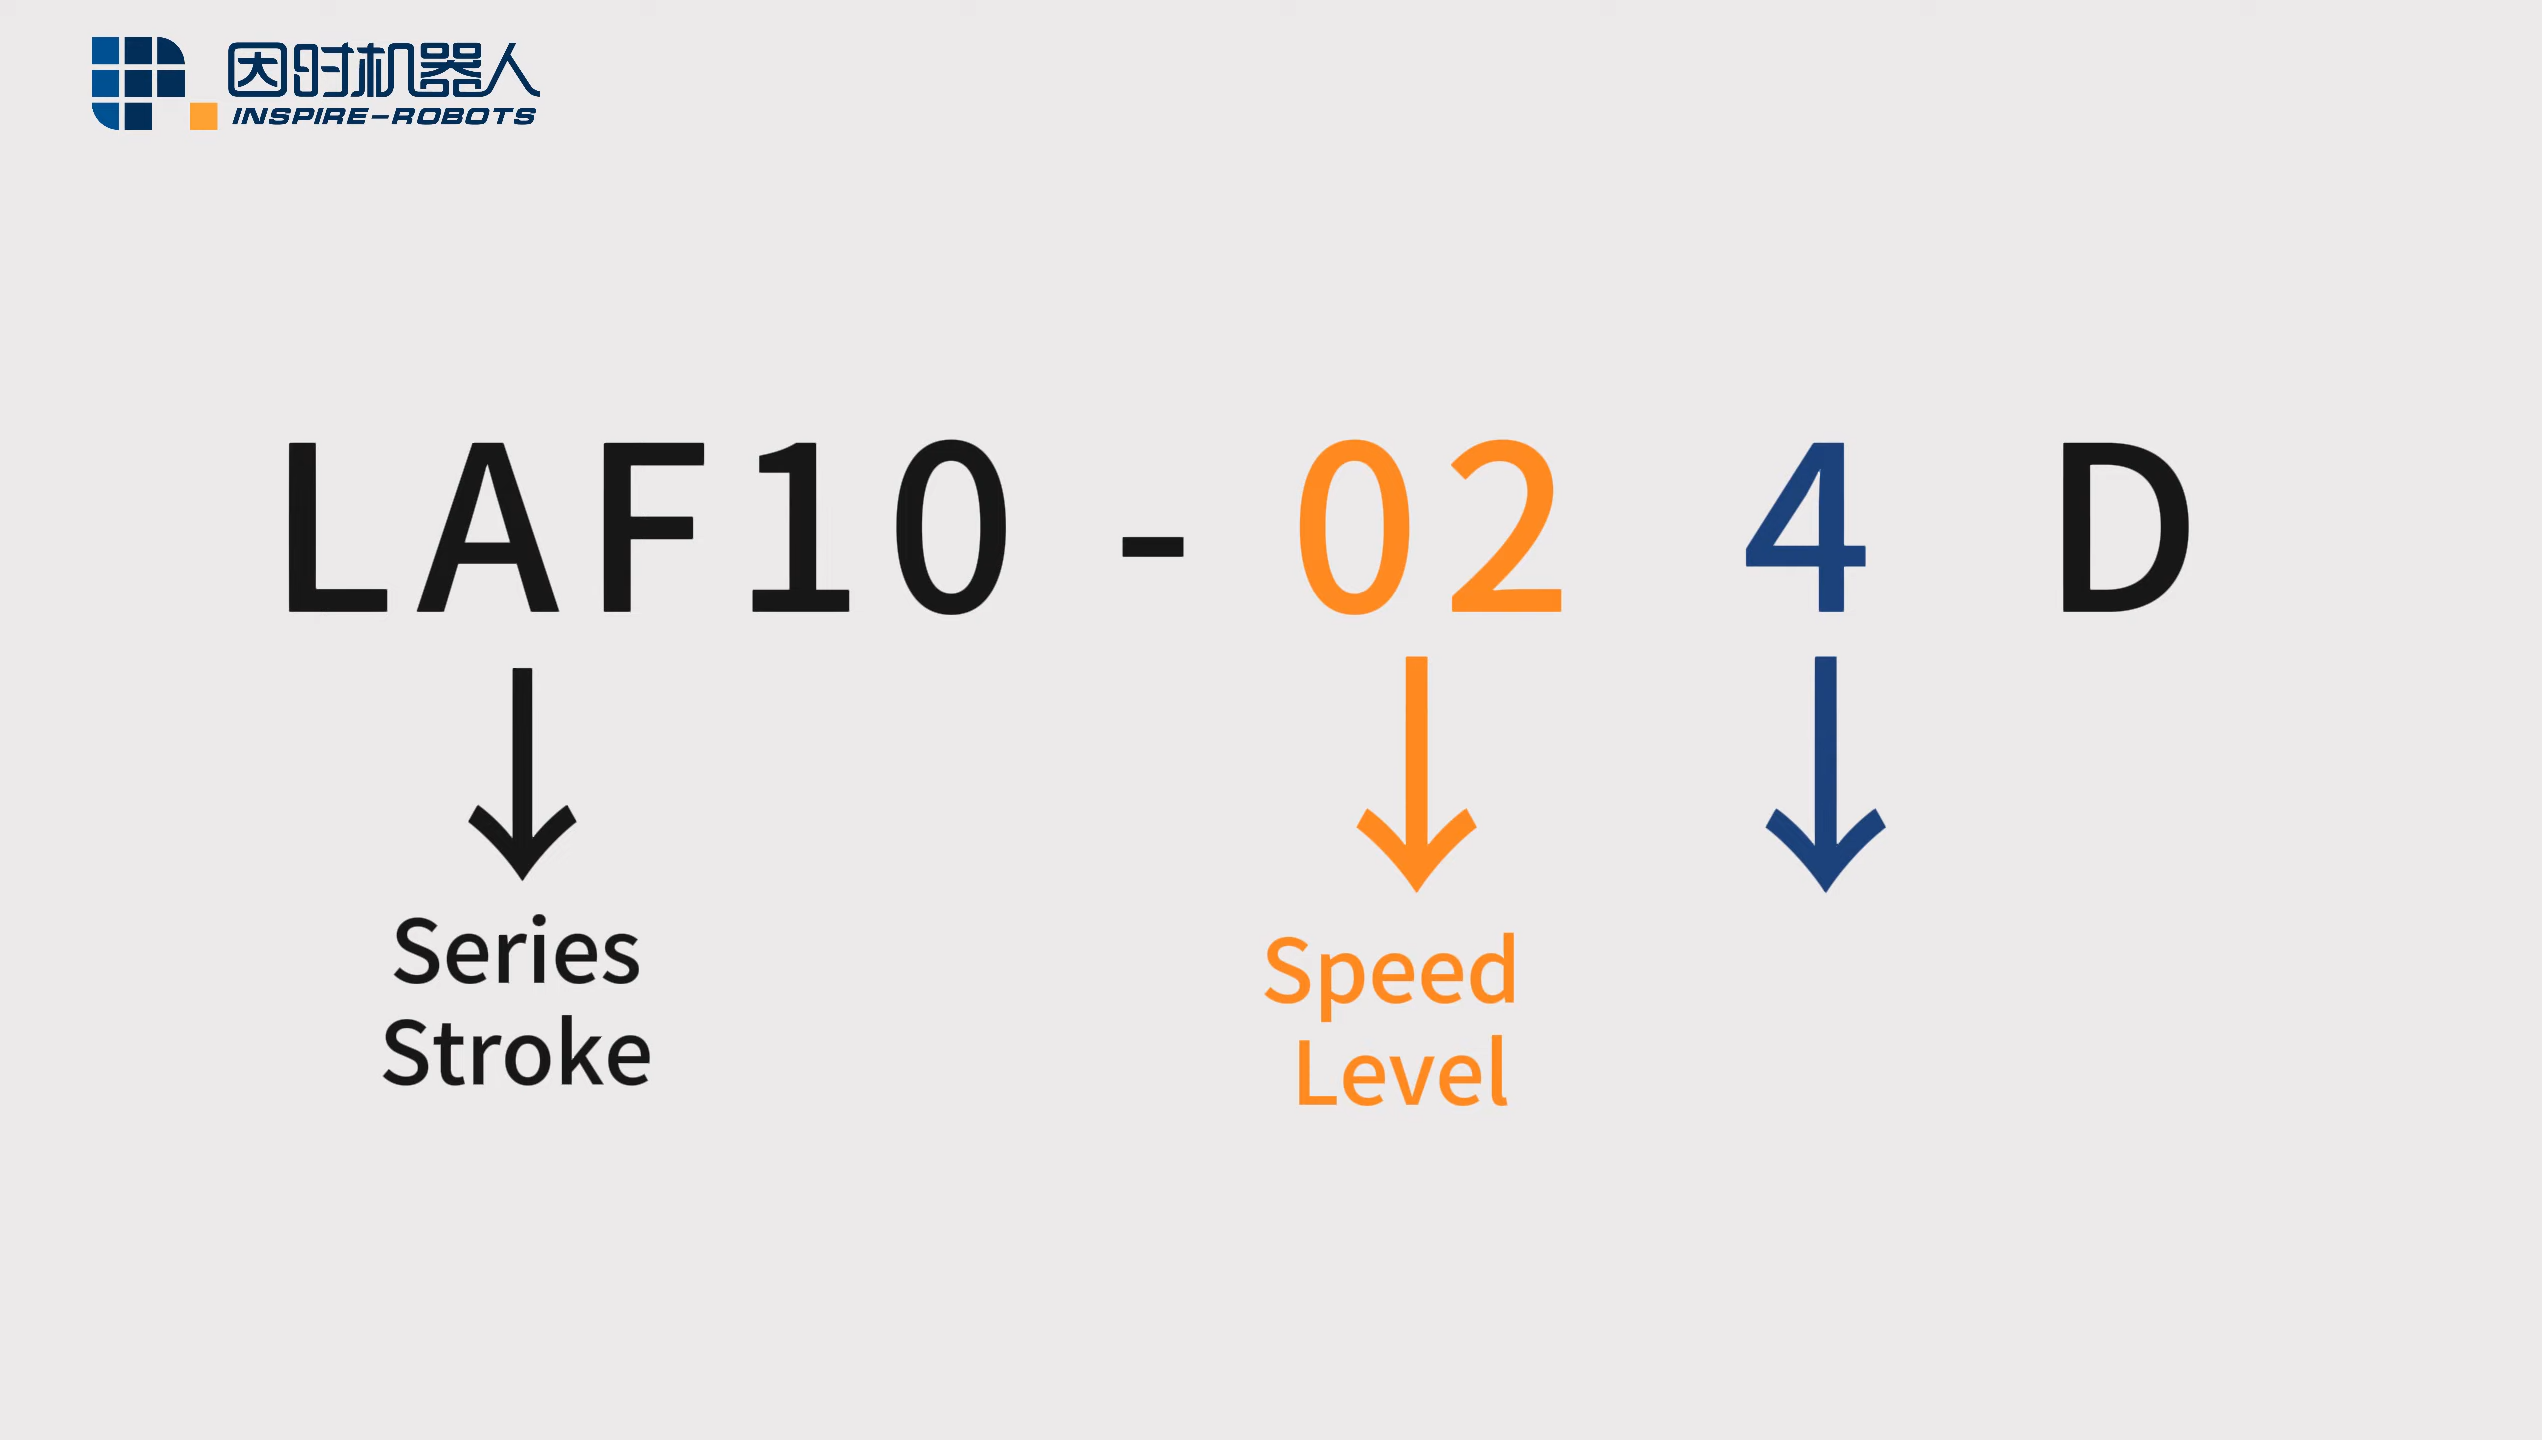 因时机器人
INSPIRE-ROBOTS
LAF10 - 02 4 D
Series
Stroke
Speed
Level